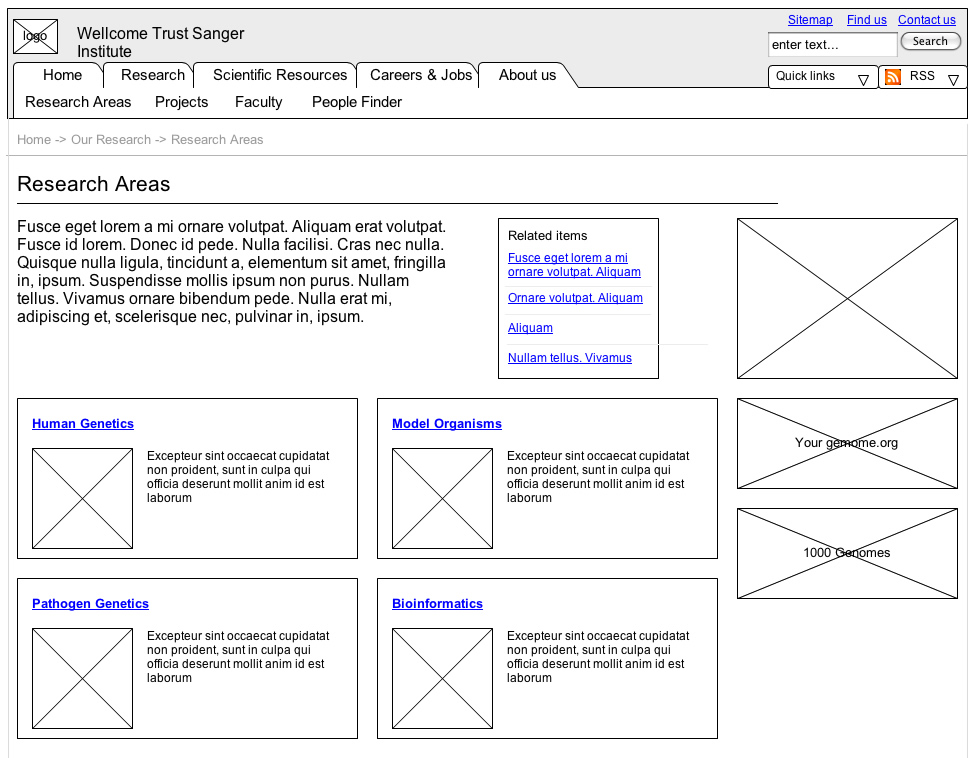 logo
Wellcome Trust Sanger
Institute
Sitemap Find us Contact us
enter text... Search
Home Research Scientific Resources Careers & Jobs About us
Quick links RSS
Research Areas Projects Faculty People Finder
Home -> Our Research -> Research Areas
Research Areas
Fusce eget lorem a mi ornare volutpat. Aliquam erat volutpat.
Fusce id lorem. Donec id pede. Nulla facilisi. Cras nec nulla.
Quisque nulla ligula, tincidunt a, elementum sit amet, fringilla
in, ipsum. Suspendisse mollis ipsum non purus. Nullam
tellus. Vivamus ornare bibendum pede. Nulla erat mi,
adipiscing et, scelerisque nec, pulvinar in, ipsum.
Related items
Fusce eget lorem a mi
ornare volutpat. Aliquam
Ornare volutpat. Aliquam
Aliquam
Nullam tellus. Vivamus
Human Genetics
Excepteur sint occaecat cupidatat
non proident, sunt in culpa qui
officia deserunt mollit anim id est
laborum
Model Organisms
Excepteur sint occaecat cupidatat
non proident, sunt in culpa qui
officia deserunt mollit anim id est
laborum
Your gemome.org
1000 Genomes
Pathogen Genetics
Excepteur sint occaecat cupidatat
non proident, sunt in culpa qui
officia deserunt mollit anim id est
laborum
Bioinformatics
Excepteur sint occaecat cupidatat
non proident, sunt in culpa qui
officia deserunt mollit anim id est
laborum